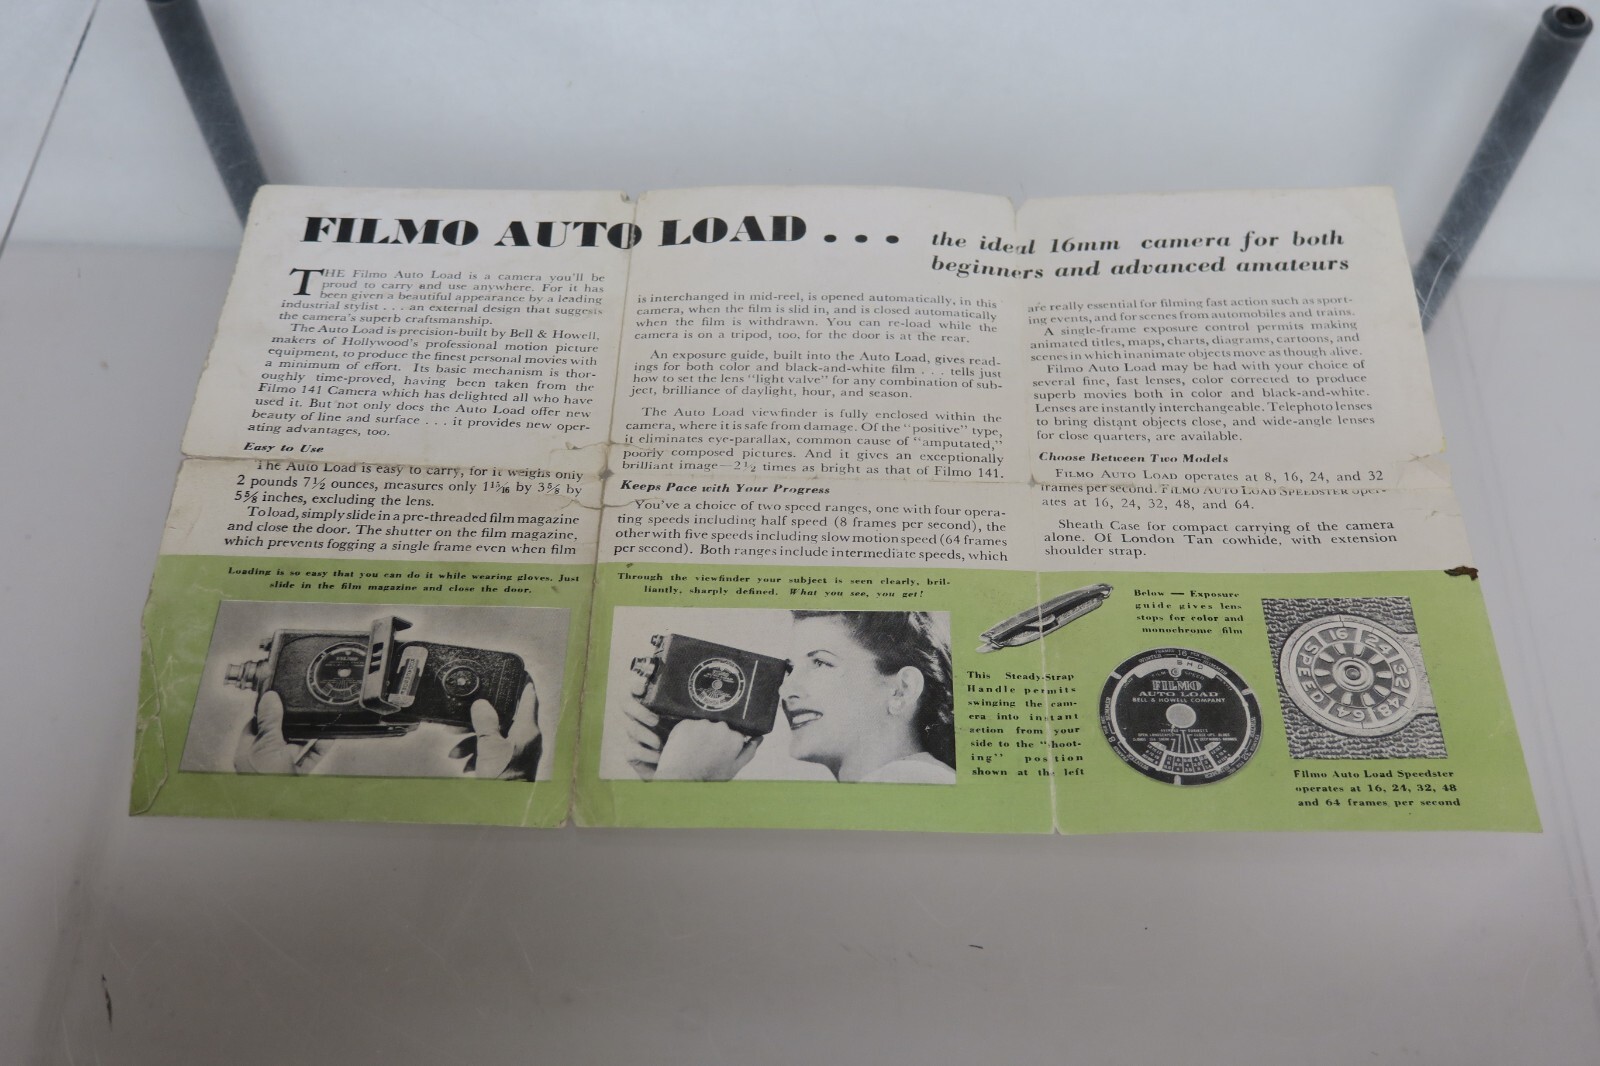 FILMO AUTO LOAD . . .
the ideal 16mm camera for both
beginners and advanced amateurs
THE Filmo Auto Load is a camera you'll be
proud to carry and use anywhere. For it has
been given a beautiful appearance by a leading
industrial stylist . . . an external design that suggests
the camera's superb craftsmanship.
The Auto Load is precision-built by Bell & Howell,
makers of Hollywood's professional motion picture
equipment, to produce the finest personal movies with
a minimum of effort. Its basic mechanism is thor-
oughly time-proved, having been taken from the
Filmo 141 Camera which has delighted all who have
used it. But not only does the Auto Load offer new
beauty of line and surface . . . it provides new oper-
ating advantages, too.
Easy to Use
The Auto Load is easy to carry, for it weighs only
2 pounds 7½ ounces, measures only 1 15/16 by 3⅝ by
5⅝ inches, excluding the lens.
To load, simply slide in a pre-threaded film magazine
and close the door. The shutter on the film magazine,
which prevents fogging a single frame even when film
is interchanged in mid-reel, is opened automatically, in this
camera, when the film is slid in, and is closed automatically
when the film is withdrawn. You can re-load while the
camera is on a tripod, too, for the door is at the rear.
An exposure guide, built into the Auto Load, gives read-
ings for both color and black-and-white film . . . tells just
how to set the lens "light valve" for any combination of sub-
ject, brilliance of daylight, hour, and season.
The Auto Load viewfinder is fully enclosed within the
camera, where it is safe from damage. Of the "positive" type,
it eliminates eye-parallax, common cause of "amputated,"
poorly composed pictures. And it gives an exceptionally
brilliant image—2½ times as bright as that of Filmo 141.
Keeps Pace with Your Progress
You've a choice of two speed ranges, one with four opera-
ting speeds including half speed (8 frames per second), the
other with five speeds including slow motion speed (64 frames
per second). Both ranges include intermediate speeds, which
are really essential for filming fast action such as sport-
ing events, and for scenes from automobiles and trains.
A single-frame exposure control permits making
animated titles, maps, charts, diagrams, cartoons, and
scenes in which inanimate objects move as though alive.
Filmo Auto Load may be had with your choice of
several fine, fast lenses, color corrected to produce
superb movies both in color and black-and-white.
Lenses are instantly interchangeable. Telephoto lenses
to bring distant objects close, and wide-angle lenses
for close quarters, are available.
Choose Between Two Models
FILMO AUTO LOAD operates at 8, 16, 24, and 32
frames per second. FILMO AUTO LOAD SPEEDSTER oper-
ates at 16, 24, 32, 48, and 64.
Sheath Case for compact carrying of the camera
alone. Of London Tan cowhide, with extension
shoulder strap.
Loading is so easy that you can do it while wearing gloves. Just
slide in the film magazine and close the door.
Through the viewfinder your subject is seen clearly, bril-
liantly, sharply defined. What you see, you get!
This Steady-Strap
Handle permits
swinging the cam-
era into instant
action from your
side to the "shoot-
ing" position
shown at the left
Below — Exposure
guide gives lens
stops for color and
monochrome film
FILMO
AUTO LOAD
BELL & HOWELL COMPANY
SPEED 16 24 32 48 64
Filmo Auto Load Speedster
operates at 16, 24, 32, 48
and 64 frames per second